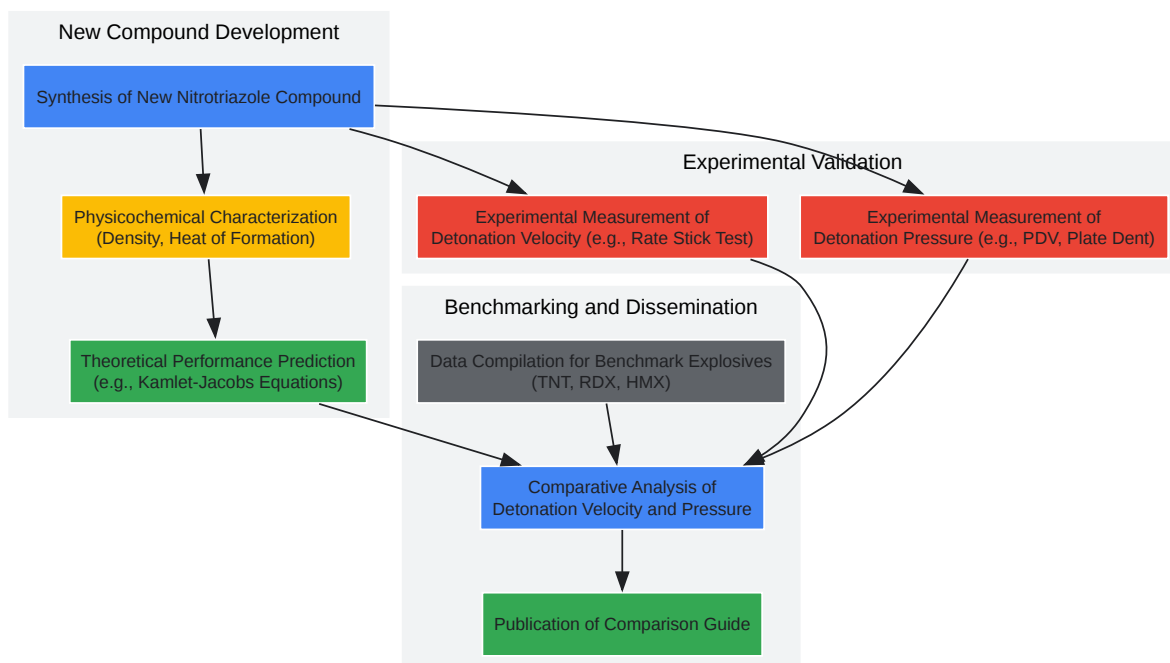 New Compound Development
Synthesis of New Nitrotriazole Compound
Physicochemical Characterization
(Density, Heat of Formation)
Theoretical Performance Prediction
(e.g., Kamlet-Jacobs Equations)
Experimental Validation
Experimental Measurement of
Detonation Velocity (e.g., Rate Stick Test)
Experimental Measurement of
Detonation Pressure (e.g., PDV, Plate Dent)
Benchmarking and Dissemination
Data Compilation for Benchmark Explosives
(TNT, RDX, HMX)
Comparative Analysis of
Detonation Velocity and Pressure
Publication of Comparison Guide